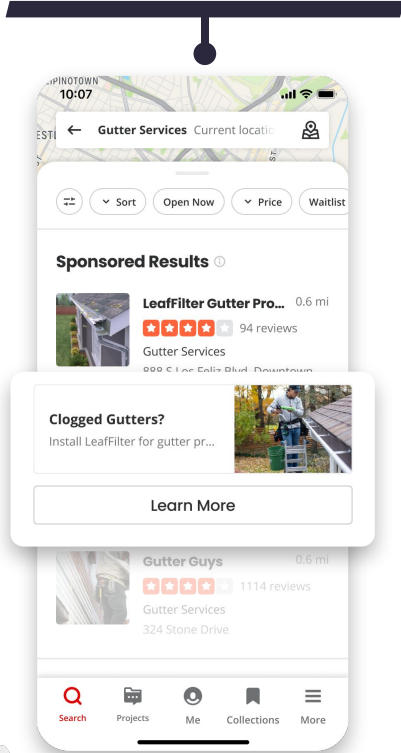 IPINOTOWN
10:07
Gutter Services Current locatio
Sort
Open Now
Price
Waitlist
Sponsored Results
LeafFilter Gutter Pro... 0.6 mi
94 reviews
Gutter Services
888 S Los Feliz Blvd, Downtown
Clogged Gutters?
Install LeafFilter for gutter pr...
Learn More
Gutter Guys 0.6 mi
1114 reviews
Gutter Services
324 Stone Drive
Search
Projects
Me
Collections
More